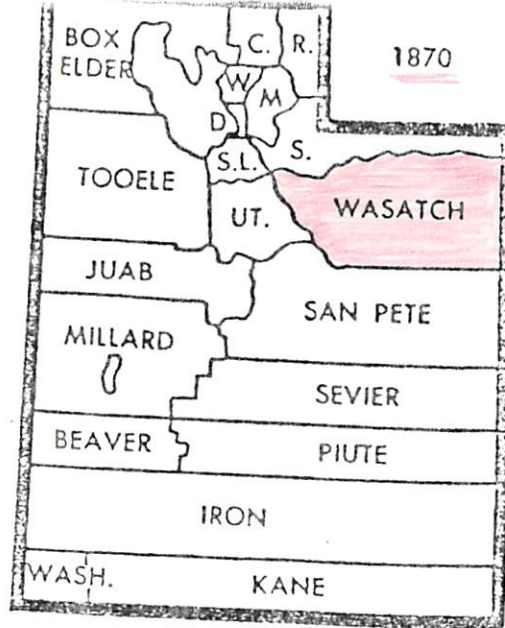 C. R.
BOX
ELDER
1870
W
M
D
S.
S.L.
TOOELE
WASATCH
UT.
JUAB
SAN PETE
MILLARD
SEVIER
BEAVER
PIUTE
IRON
WASH.
KANE